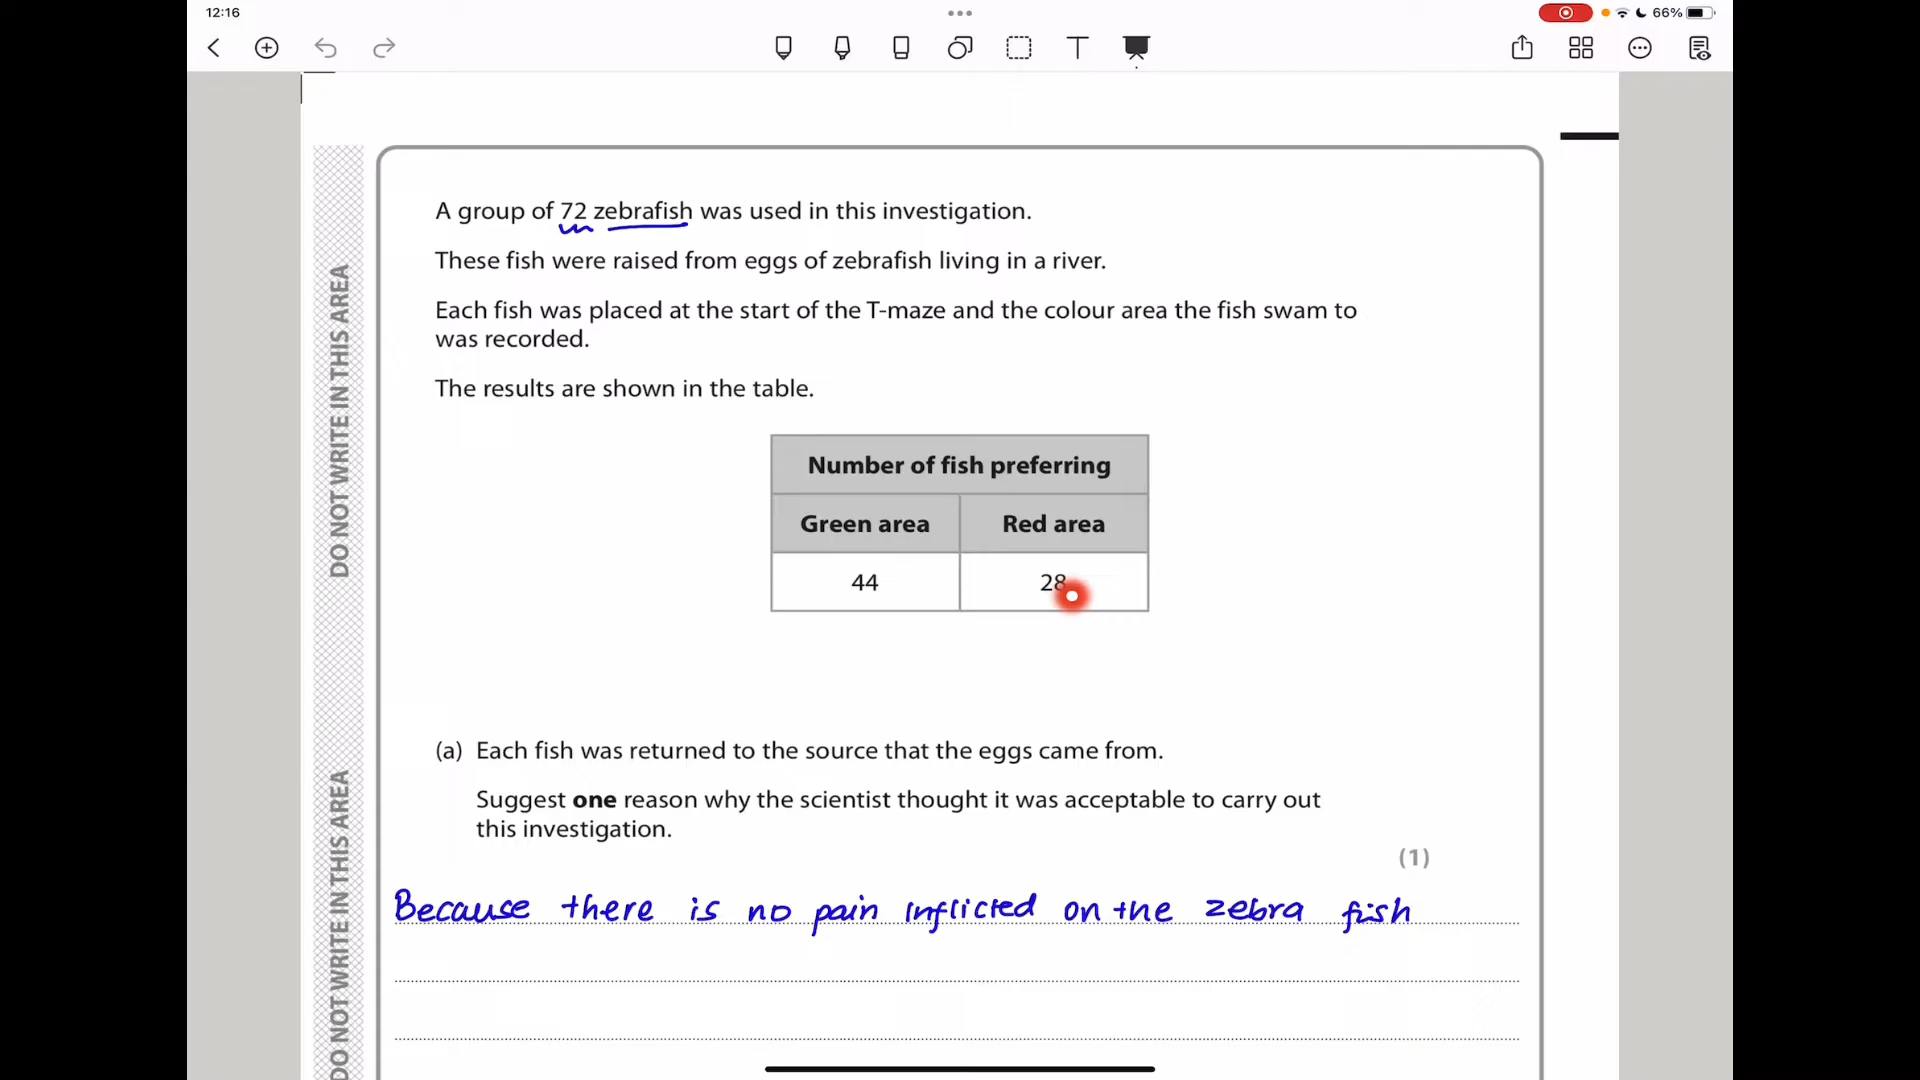 12:16
66%
A group of 72 zebrafish was used in this investigation.
These fish were raised from eggs of zebrafish living in a river.
Each fish was placed at the start of the T-maze and the colour area the fish swam to
was recorded.
The results are shown in the table.
Number of fish preferring
Green area Red area
44 28
(a) Each fish was returned to the source that the eggs came from.
Suggest one reason why the scientist thought it was acceptable to carry out
this investigation.
(1)
Because there is no pain inflicted on the zebra fish
DO NOT WRITE IN THIS AREA
DO NOT WRITE IN THIS AREA